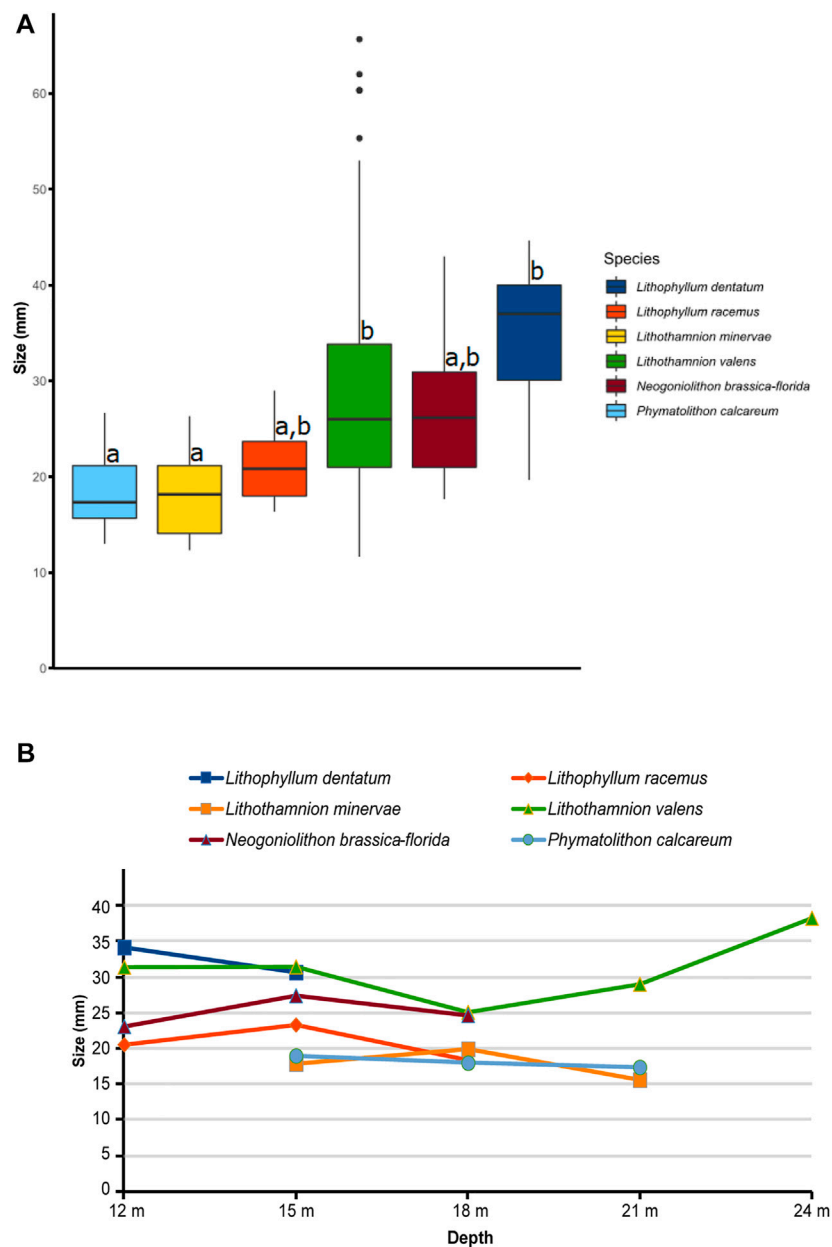 A
60
50
40
30
20
10
0
Size (mm)
a
a
a,b
b
a,b
b
Species
Lithophyllum dentatum
Lithophyllum racemus
Lithothamnion minervae
Lithothamnion valens
Neogoniolithon brassica-florida
Phymatolithon calcareum
B
Lithophyllum dentatum
Lithophyllum racemus
Lithothamnion minervae
Lithothamnion valens
Neogoniolithon brassica-florida
Phymatolithon calcareum
40
35
30
25
20
15
10
5
0
Size (mm)
12 m
15 m
18 m
21 m
24 m
Depth